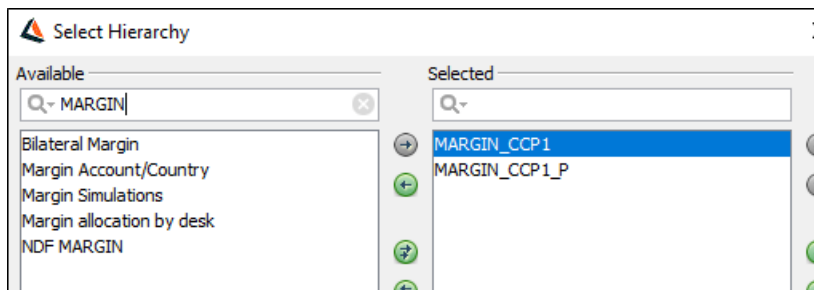 Select Hierarchy
Available
MARGIN
Bilateral Margin
Margin Account/Country
Margin Simulations
Margin allocation by desk
NDF MARGIN
Selected
MARGIN_CCP1
MARGIN_CCP1_P